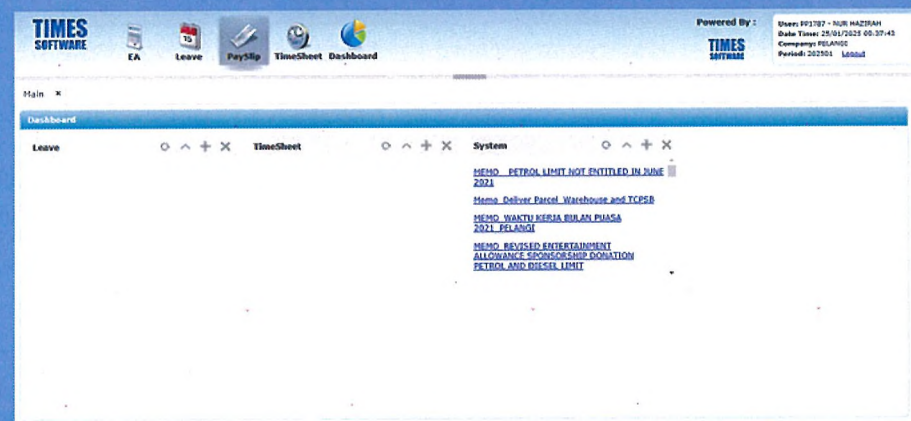 TIMES
SOFTWARE
EA
Leave
PaySlip
TimeSheet
Dashboard
Powered By :
TIMES
SOFTWARE
User: PP1787 - NUR HAZIRAH
Date Time: 25/01/2025 00:37:43
Company: PELANGI
Period: 202501 Logout
Main ×
Dashboard
Leave
TimeSheet
System
MEMO PETROL LIMIT NOT ENTITLED IN JUNE
2021
Memo Deliver Parcel Warehouse and TCPSB
MEMO WAKTU KERJA BULAN PUASA
2021 PELANGI
MEMO REVISED ENTERTAINMENT
ALLOWANCE SPONSORSHIP DONATION
PETROL AND DIESEL LIMIT